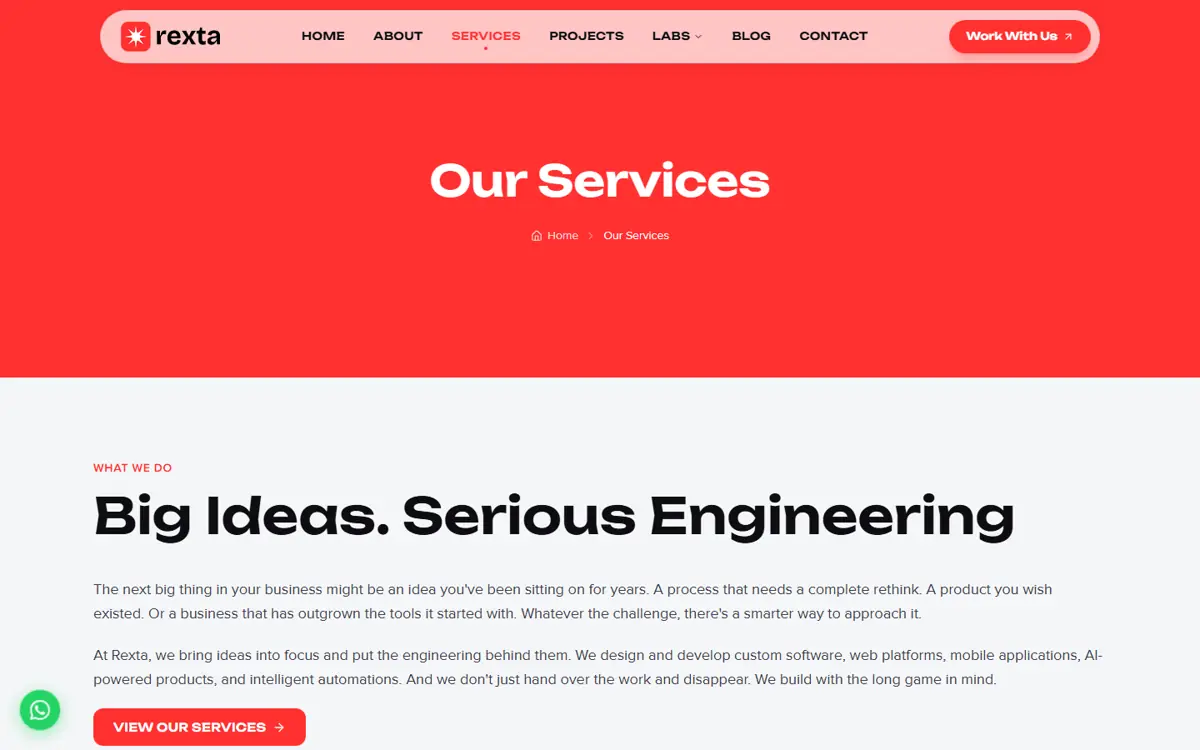 rexta
HOME
ABOUT
SERVICES
PROJECTS
LABS
BLOG
CONTACT
Work With Us
Our Services
Home
Our Services
WHAT WE DO
Big Ideas. Serious Engineering
The next big thing in your business might be an idea you've been sitting on for years. A process that needs a complete rethink. A product you wish
existed. Or a business that has outgrown the tools it started with. Whatever the challenge, there's a smarter way to approach it.
At Rexta, we bring ideas into focus and put the engineering behind them. We design and develop custom software, web platforms, mobile applications, AI-
powered products, and intelligent automations. And we don't just hand over the work and disappear. We build with the long game in mind.
VIEW OUR SERVICES